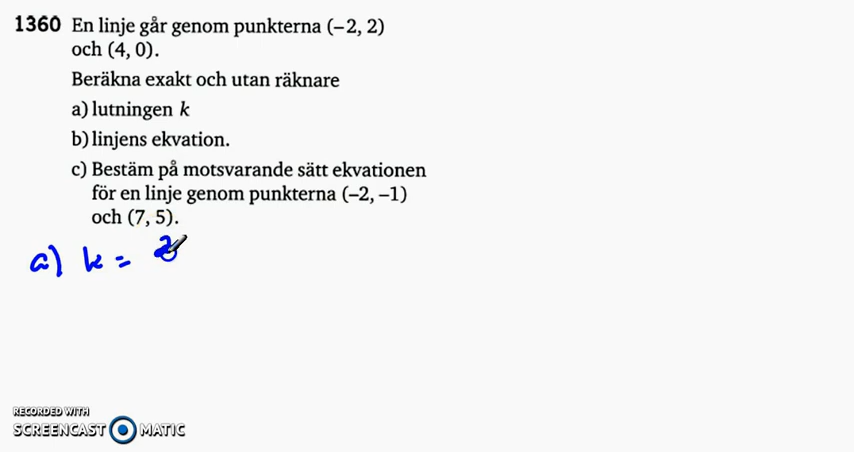 1360 En linje går genom punkterna (−2, 2)
och (4, 0).
Beräkna exakt och utan räknare
a) lutningen k
b) linjens ekvation.
c) Bestäm på motsvarande sätt ekvationen
för en linje genom punkterna (−2, −1)
och (7, 5).
a) k =
RECORDED WITH
SCREENCAST MATIC